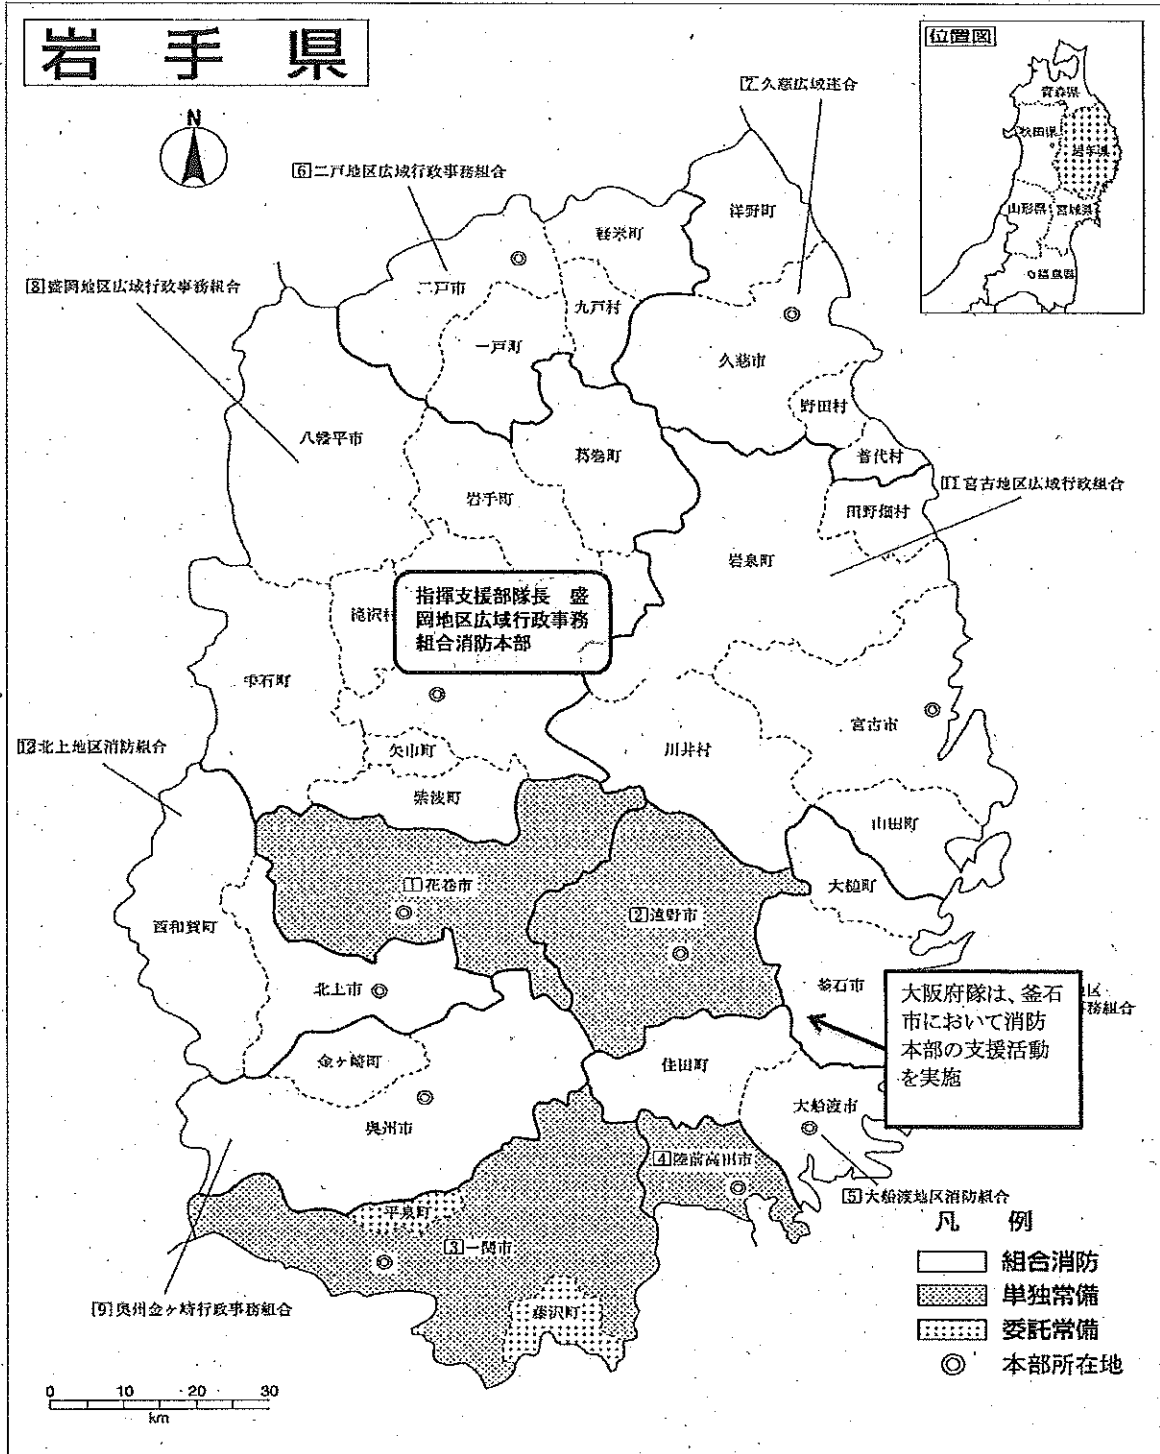 岩手県
位置図
青森県
秋田県
岩手県
山形県
宮城県
福島県
N
[7]久慈広域連合
[6]二戸地区広域行政事務組合
[8]盛岡地区広域行政事務組合
洋野町
軽米町
二戸市
九戸村
一戸町
久慈市
野田村
普代村
八幡平市
葛巻町
岩手町
田野畑村
[11]宮古地区広域行政組合
岩泉町
滝沢村
指揮支援部隊長 盛
岡地区広域行政事務
組合消防本部
雫石町
宮古市
[12]北上地区消防組合
矢巾町
川井村
紫波町
山田町
大槌町
[1]花巻市
[2]遠野市
西和賀町
釜石市
北上市
大阪府隊は、釜石
市において消防
本部の支援活動
を実施
地区
事務組合
金ヶ崎町
住田町
大船渡市
奥州市
[4]陸前高田市
[5]大船渡地区消防組合
平泉町
[3]一関市
[9]奥州金ヶ崎行政事務組合
藤沢町
凡例
組合消防
単独常備
委託常備
本部所在地
0 10 20 30
km